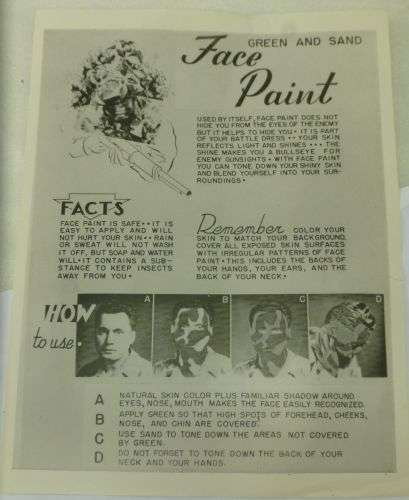 GREEN AND SAND
Face
Paint
USED BY ITSELF, FACE PAINT DOES NOT
HIDE YOU FROM THE EYES OF THE ENEMY
BUT IT HELPS TO HIDE YOU•• IT IS PART
OF YOUR BATTLE DRESS•• YOUR SKIN
REFLECTS LIGHT AND SHINES ••• THE
SHINE MAKES YOU A BULLSEYE FOR
ENEMY GUNSIGHTS • WITH FACE PAINT
YOU CAN TONE DOWN YOUR SHINY SKIN
AND BLEND YOURSELF INTO YOUR SUR-
ROUNDINGS •
FACTS
FACE PAINT IS SAFE•• IT IS
EASY TO APPLY AND WILL
NOT HURT YOUR SKIN•• RAIN
OR SWEAT WILL NOT WASH
IT OFF, BUT SOAP AND WATER
WILL•• IT CONTAINS A SUB-
STANCE TO KEEP INSECTS
AWAY FROM YOU •
Remember COLOR YOUR
SKIN TO MATCH YOUR BACKGROUND
COVER ALL EXPOSED SKIN SURFACES
WITH IRREGULAR PATTERNS OF FACE
PAINT • THIS INCLUDES THE BACKS OF
YOUR HANDS, YOUR EARS, AND THE
BACK OF YOUR NECK •
HOW
to use •
A
B
C
D
A NATURAL SKIN COLOR PLUS FAMILIAR SHADOW AROUND
EYES, NOSE, MOUTH MAKES THE FACE EASILY RECOGNIZED.
B APPLY GREEN SO THAT HIGH SPOTS OF FOREHEAD, CHEEKS,
NOSE, AND CHIN ARE COVERED.
C USE SAND TO TONE DOWN THE AREAS NOT COVERED
BY GREEN.
D DO NOT FORGET TO TONE DOWN THE BACK OF YOUR
NECK AND YOUR HANDS.